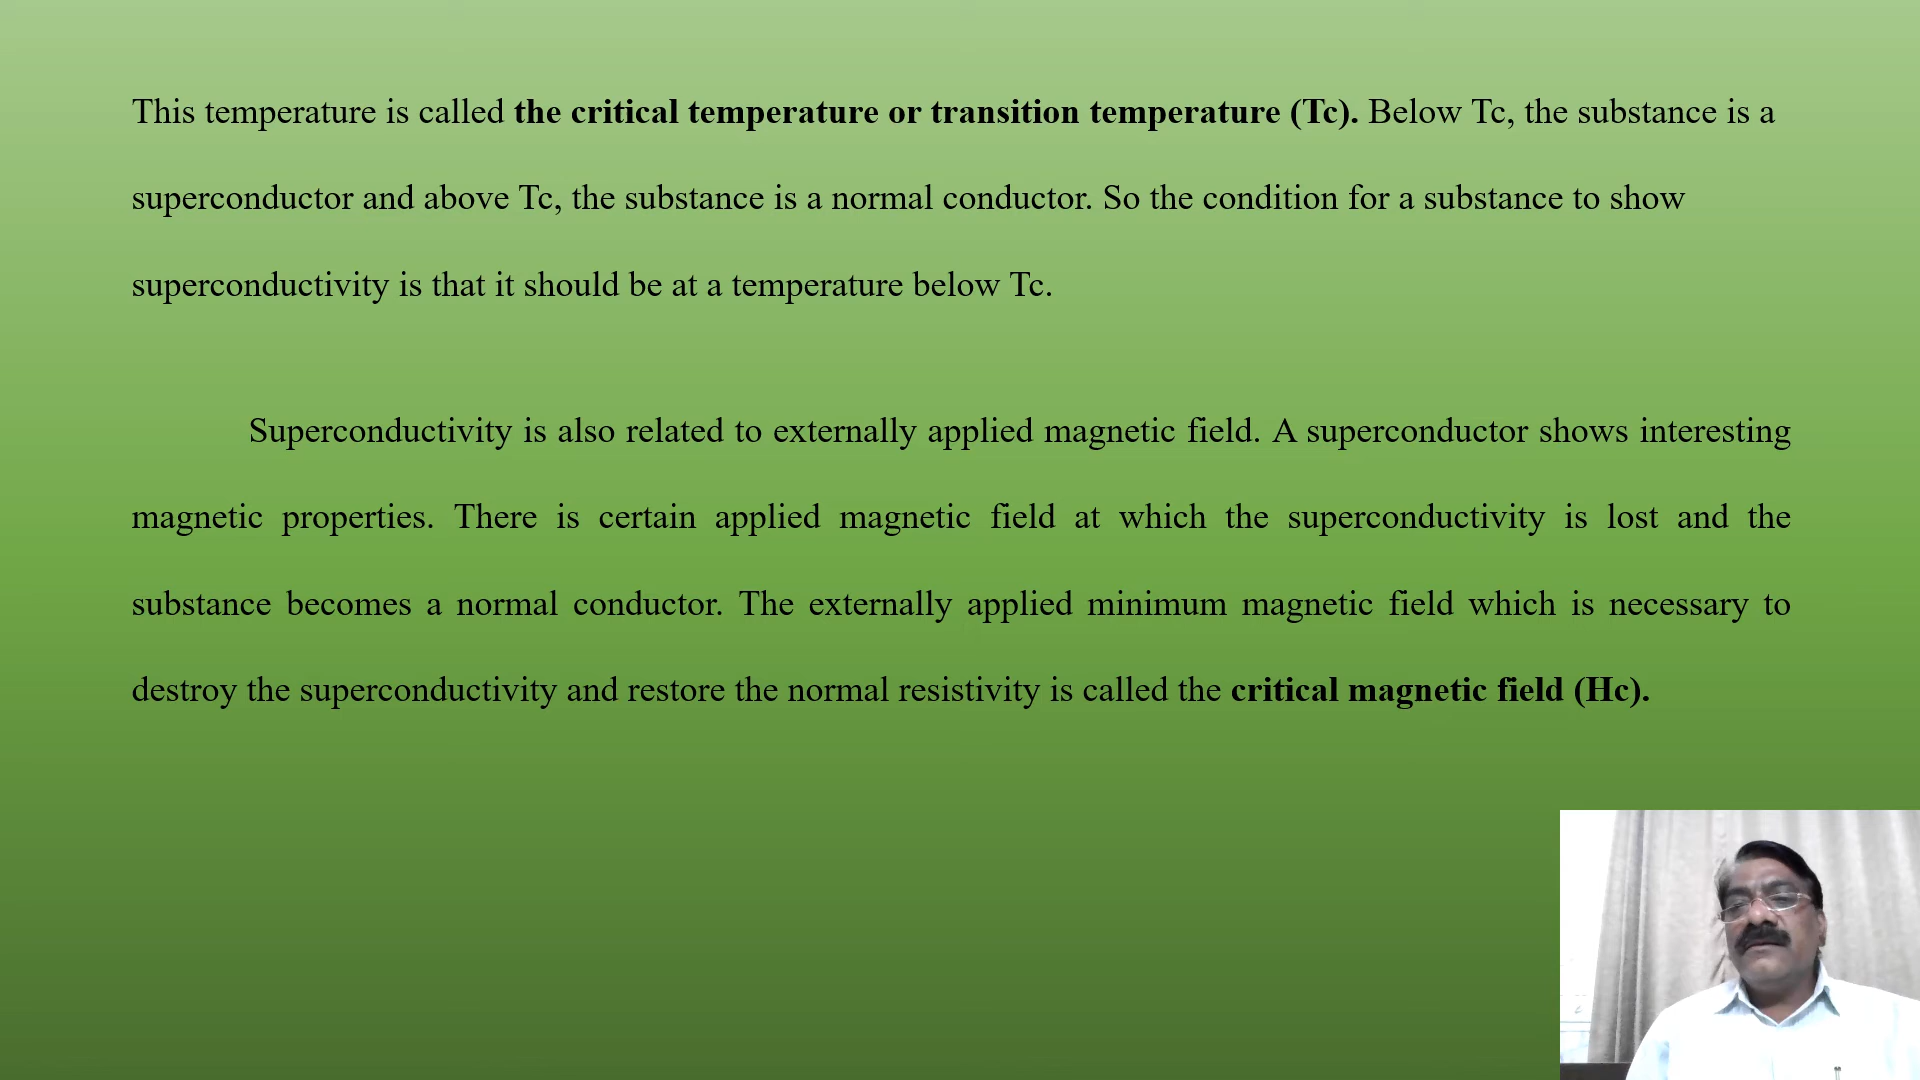 This temperature is called the critical temperature or transition temperature (Tc). Below Tc, the substance is a
superconductor and above Tc, the substance is a normal conductor. So the condition for a substance to show
superconductivity is that it should be at a temperature below Tc.
Superconductivity is also related to externally applied magnetic field. A superconductor shows interesting
magnetic properties. There is certain applied magnetic field at which the superconductivity is lost and the
substance becomes a normal conductor. The externally applied minimum magnetic field which is necessary to
destroy the superconductivity and restore the normal resistivity is called the critical magnetic field (Hc).